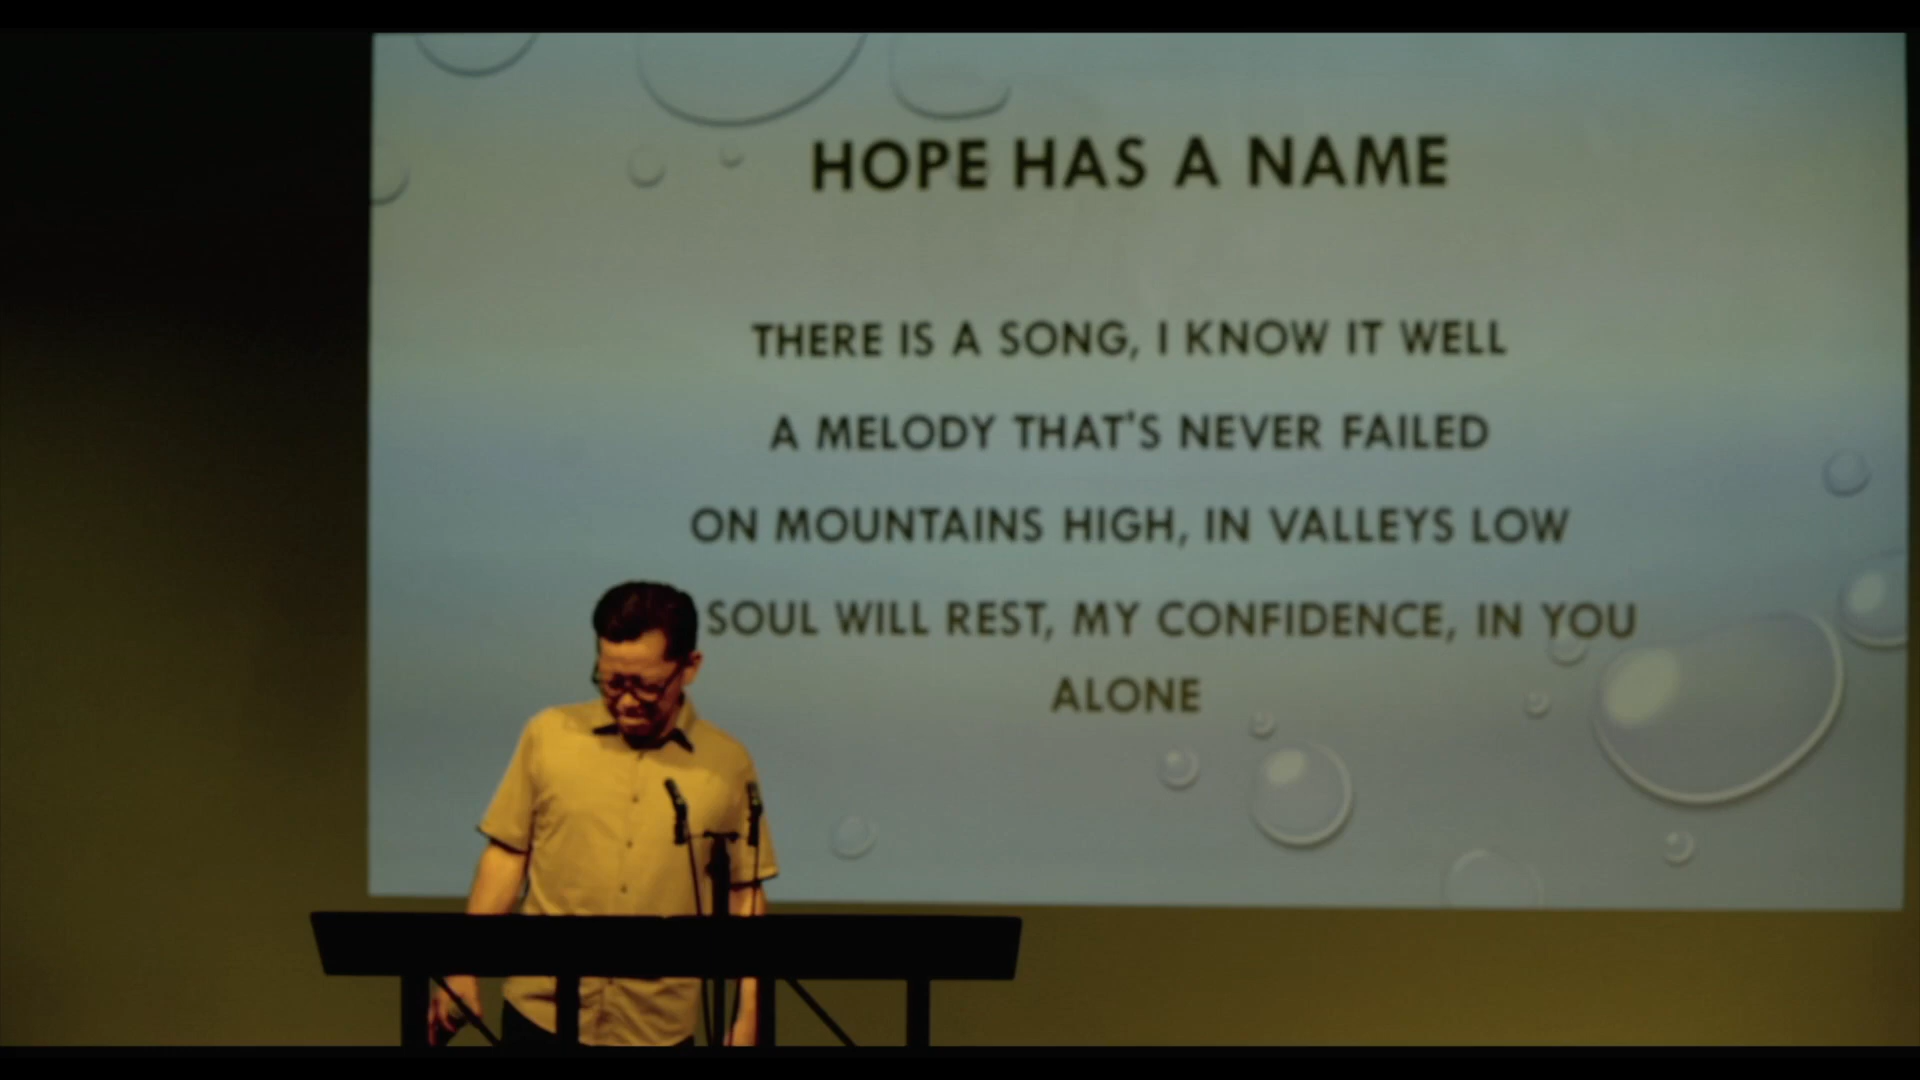 HOPE HAS A NAME
THERE IS A SONG, I KNOW IT WELL
A MELODY THAT'S NEVER FAILED
ON MOUNTAINS HIGH, IN VALLEYS LOW
SOUL WILL REST, MY CONFIDENCE, IN YOU
ALONE